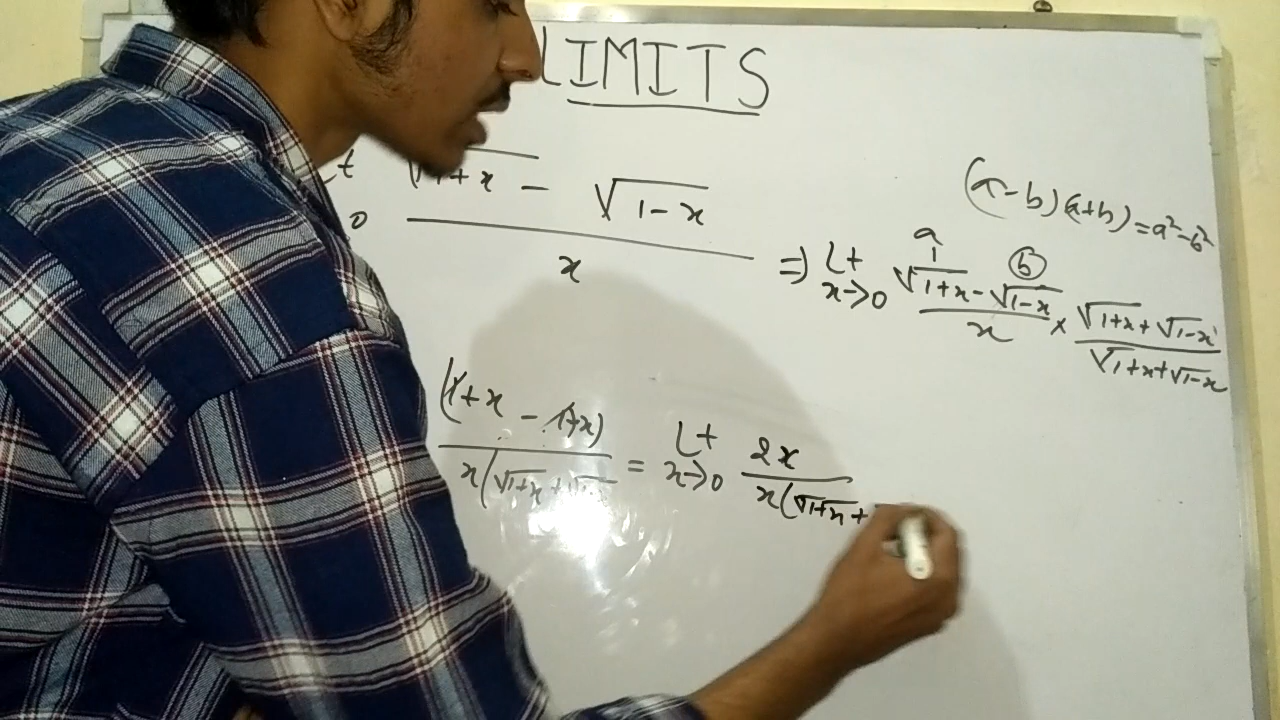 LIMITS
t √1+x - √1-x
0
x
(a-b)(a+b)=a²-b²
a
b
=> Lt √1+x - √1-x × √1+x + √1-x
x->0 x √1+x+√1-x
(1+x - 1+x) = Lt 2x
x(√1+x + √ x->0 x(√1+x +